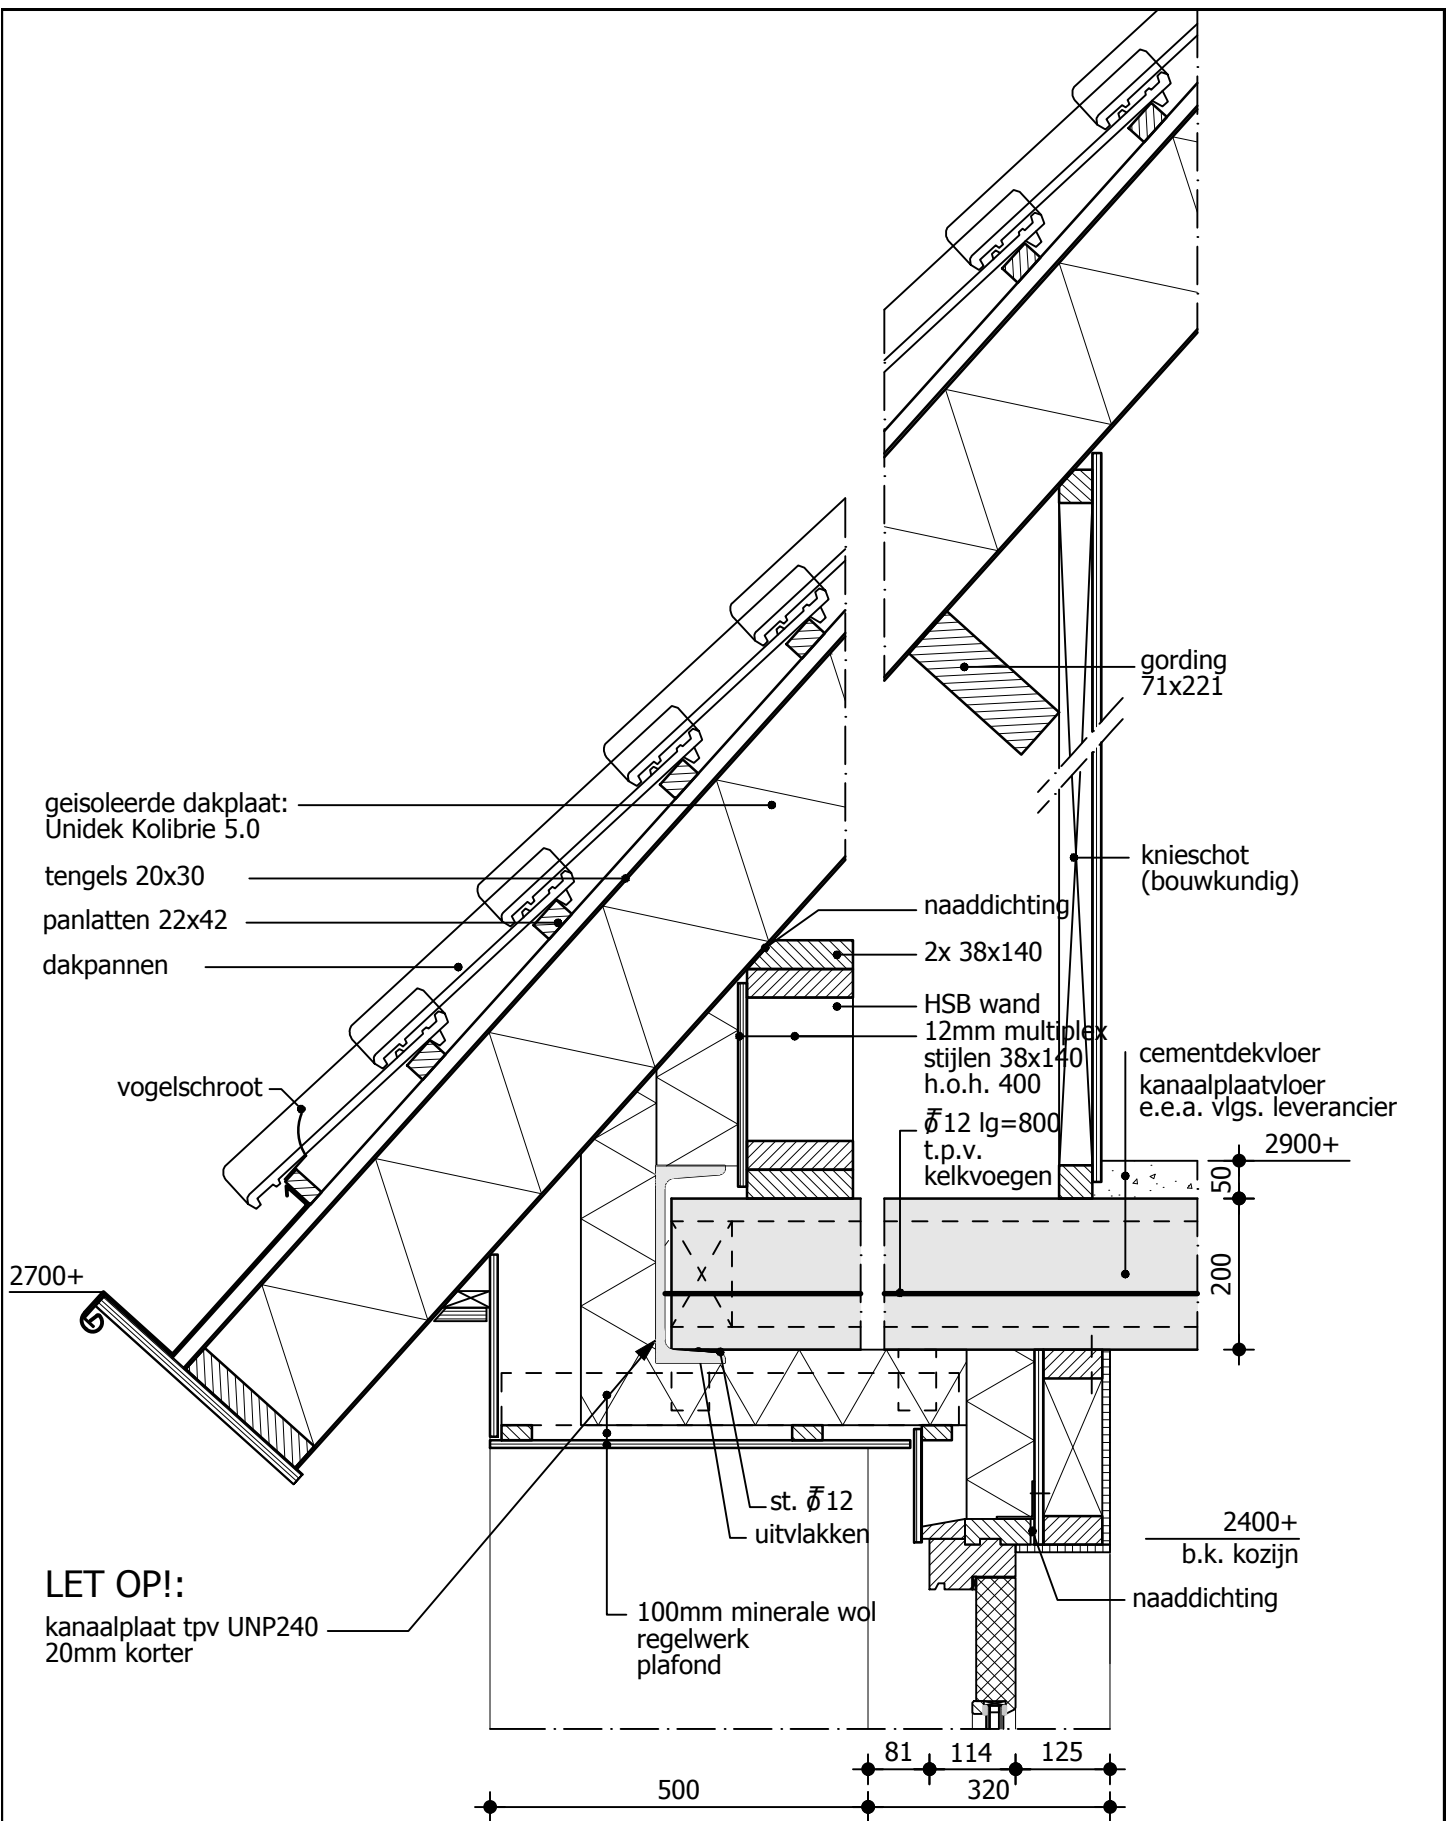 gording
71x221
geisoleerde dakplaat:
Unidek Kolibrie 5.0
tengels 20x30
panlatten 22x42
dakpannen
vogelschroot
knieschot
(bouwkundig)
naaddichting
2x 38x140
HSB wand
12mm multiplex
stijlen 38x140
h.o.h. 400
12 lg=800
t.p.v.
kelkvoegen
cementdekvloer
kanaalplaatvloer
e.e.a. vlgs. leverancier
2900+
50
200
2700+
x
st. 12
uitvlakken
2400+
b.k. kozijn
naaddichting
LET OP!:
kanaalplaat tpv UNP240
20mm korter
100mm minerale wol
regelwerk
plafond
81 114 125
500 320